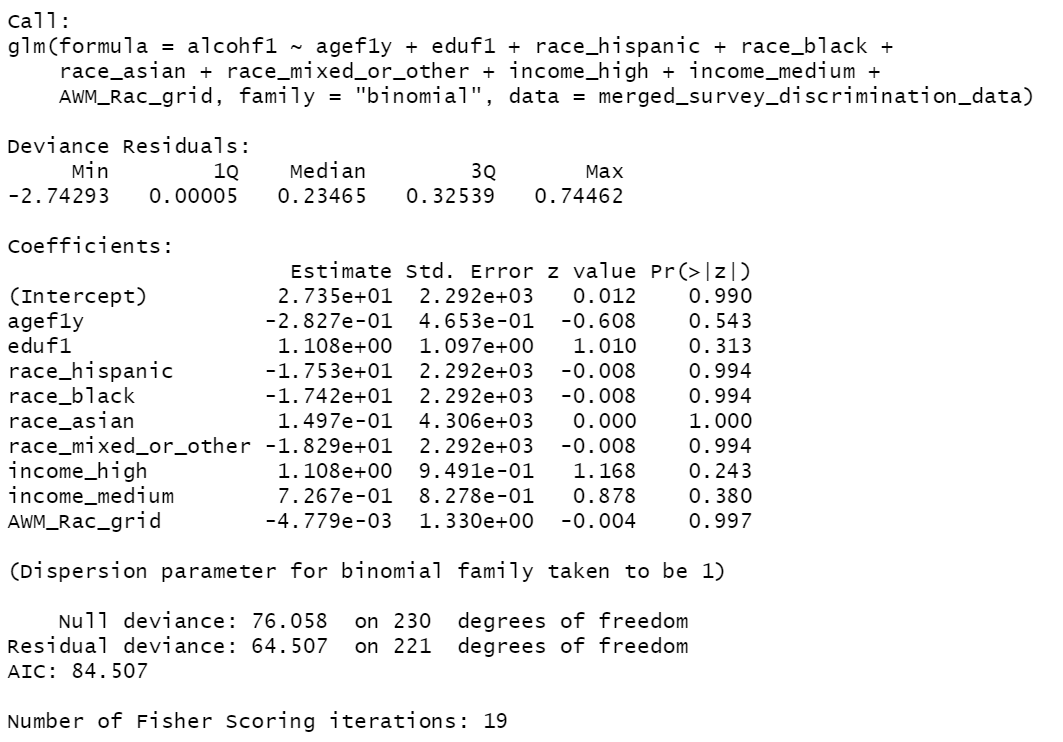 Call:
glm(formula = alcohf1 ~ agef1y + eduf1 + race_hispanic + race_black +
    race_asian + race_mixed_or_other + income_high + income_medium +
    AWM_Rac_grid, family = "binomial", data = merged_survey_discrimination_data)

Deviance Residuals:
     Min        1Q    Median        3Q       Max
-2.74293   0.00005   0.23465   0.32539   0.74462

Coefficients:
                      Estimate Std. Error z value Pr(>|z|)
(Intercept)          2.735e+01  2.292e+03   0.012    0.990
agef1y              -2.827e-01  4.653e-01  -0.608    0.543
eduf1                1.108e+00  1.097e+00   1.010    0.313
race_hispanic       -1.753e+01  2.292e+03  -0.008    0.994
race_black          -1.742e+01  2.292e+03  -0.008    0.994
race_asian           1.497e-01  4.306e+03   0.000    1.000
race_mixed_or_other -1.829e+01  2.292e+03  -0.008    0.994
income_high          1.108e+00  9.491e-01   1.168    0.243
income_medium        7.267e-01  8.278e-01   0.878    0.380
AWM_Rac_grid        -4.779e-03  1.330e+00  -0.004    0.997

(Dispersion parameter for binomial family taken to be 1)

    Null deviance: 76.058  on 230  degrees of freedom
Residual deviance: 64.507  on 221  degrees of freedom
AIC: 84.507

Number of Fisher Scoring iterations: 19